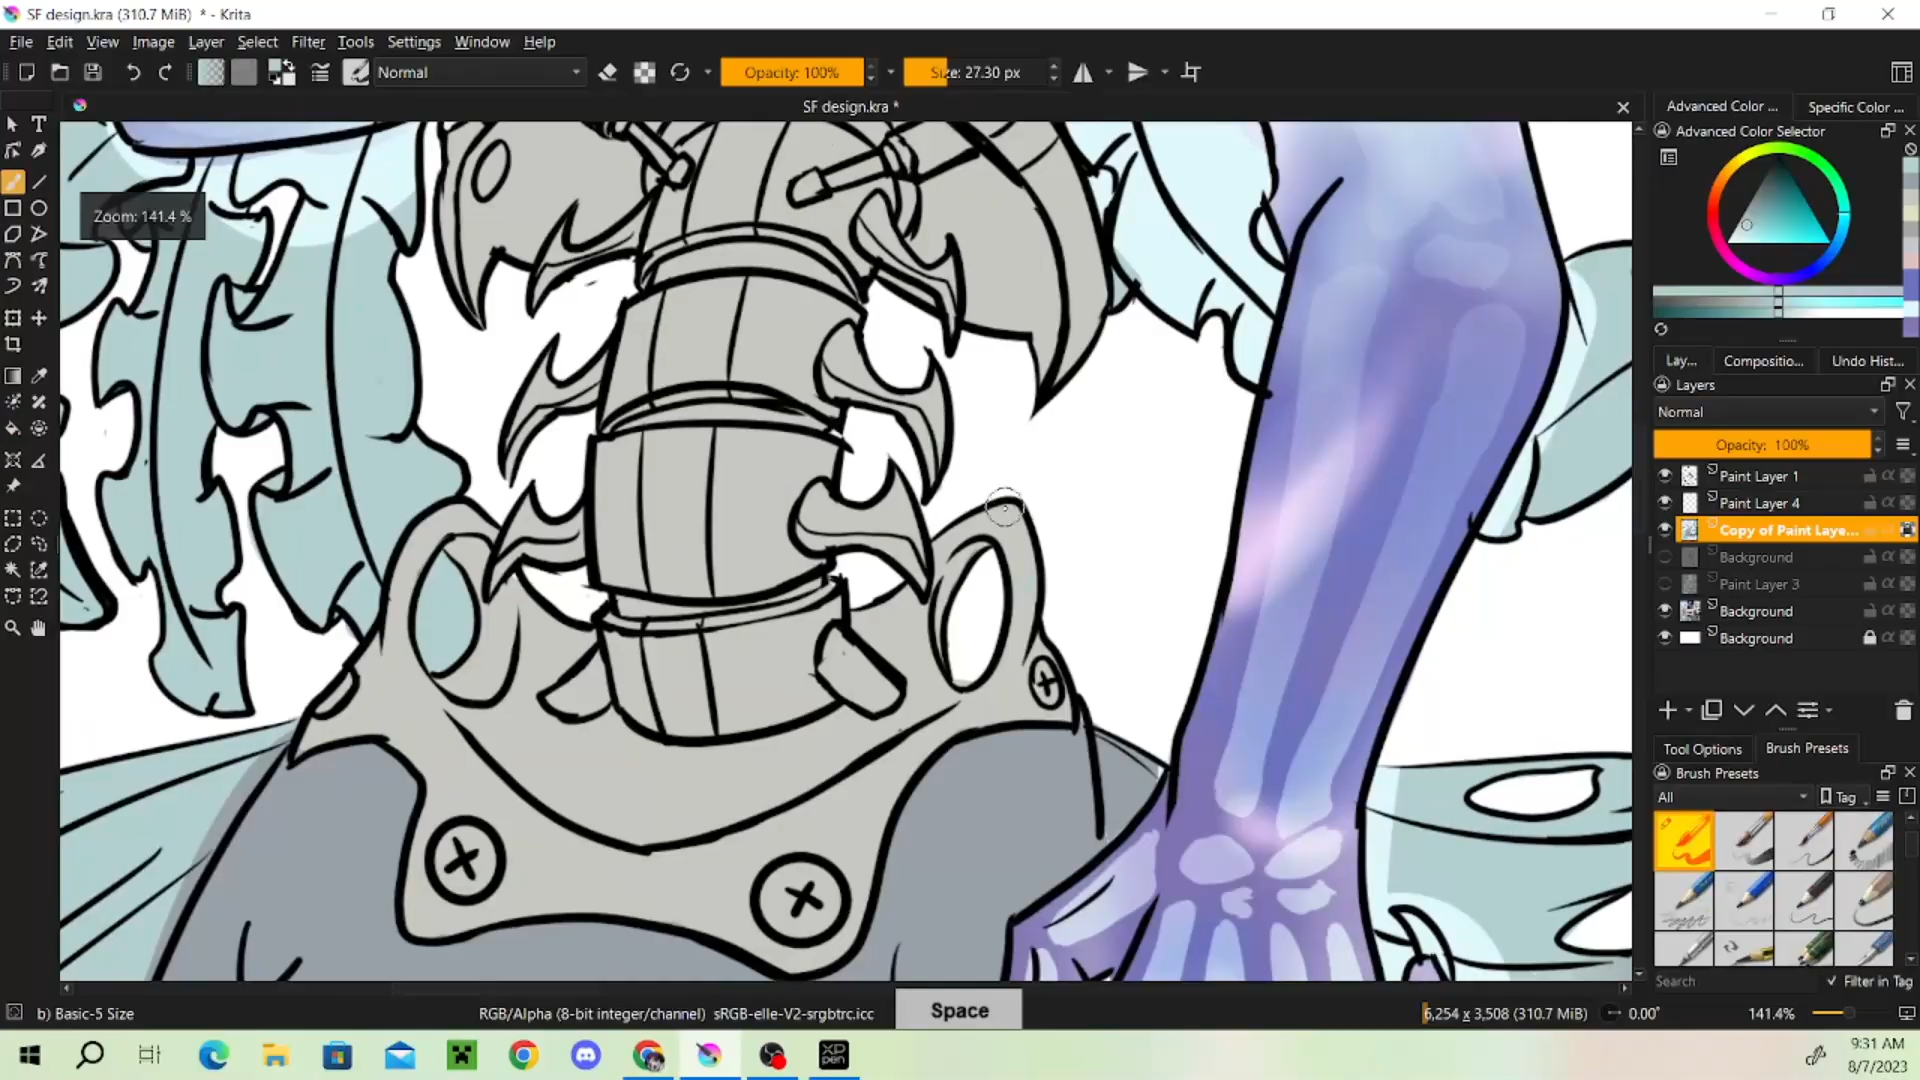 SF design.kra (310.7 MiB) * - Krita
File Edit View Image Layer Select Filter Tools Settings Window Help
Normal Opacity: 100% Size: 27.30 px
SF design.kra *
Advanced Color ... Specific Color ...
Advanced Color Selector
Zoom: 141.4 %
Lay... Compositio... Undo Hist...
Layers
Normal
Opacity: 100%
Paint Layer 1
Paint Layer 4
Copy of Paint Laye...
Background
Paint Layer 3
Background
Background
Tool Options Brush Presets
Brush Presets
All Tag
Search Filter in Tag
b) Basic-5 Size RGB/Alpha (8-bit integer/channel) sRGB-elle-V2-srgbtrc.icc Space 6,254 x 3,508 (310.7 MiB) 0.00° 141.4%
XP
pen
9:31 AM
8/7/2023